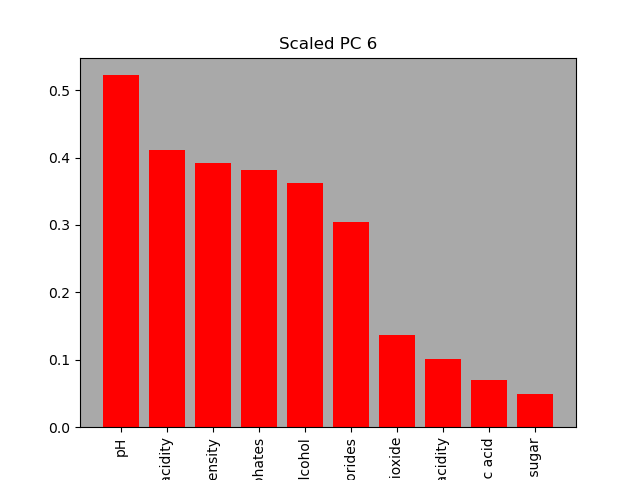 Scaled PC 6
0.5
0.4
0.3
0.2
0.1
0.0
pH
acidity
ensity
phates
lcohol
orides
ioxide
acidity
c acid
sugar